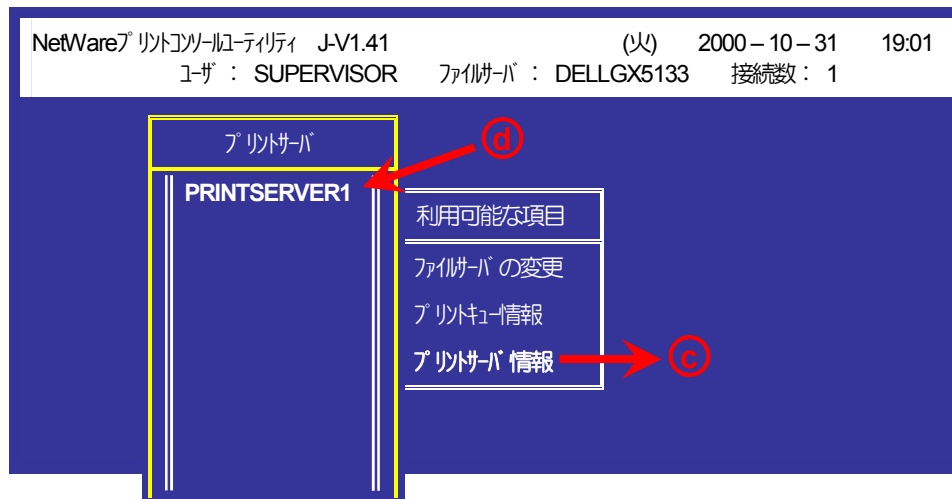 NetWareﾌﾟﾘﾝﾄｺﾝｿｰﾙﾕｰﾃｨﾘﾃｨ J-V1.41 (火) 2000 – 10 – 31 19:01
ﾕｰｻﾞ : SUPERVISOR ﾌｧｲﾙｻｰﾊﾞ : DELLGX5133 接続数 : 1
ﾌﾟﾘﾝﾄｻｰﾊﾞ
d
PRINTSERVER1
利用可能な項目
ﾌｧｲﾙｻｰﾊﾞの変更
ﾌﾟﾘﾝﾄｷｭｰ情報
ﾌﾟﾘﾝﾄｻｰﾊﾞ情報
c